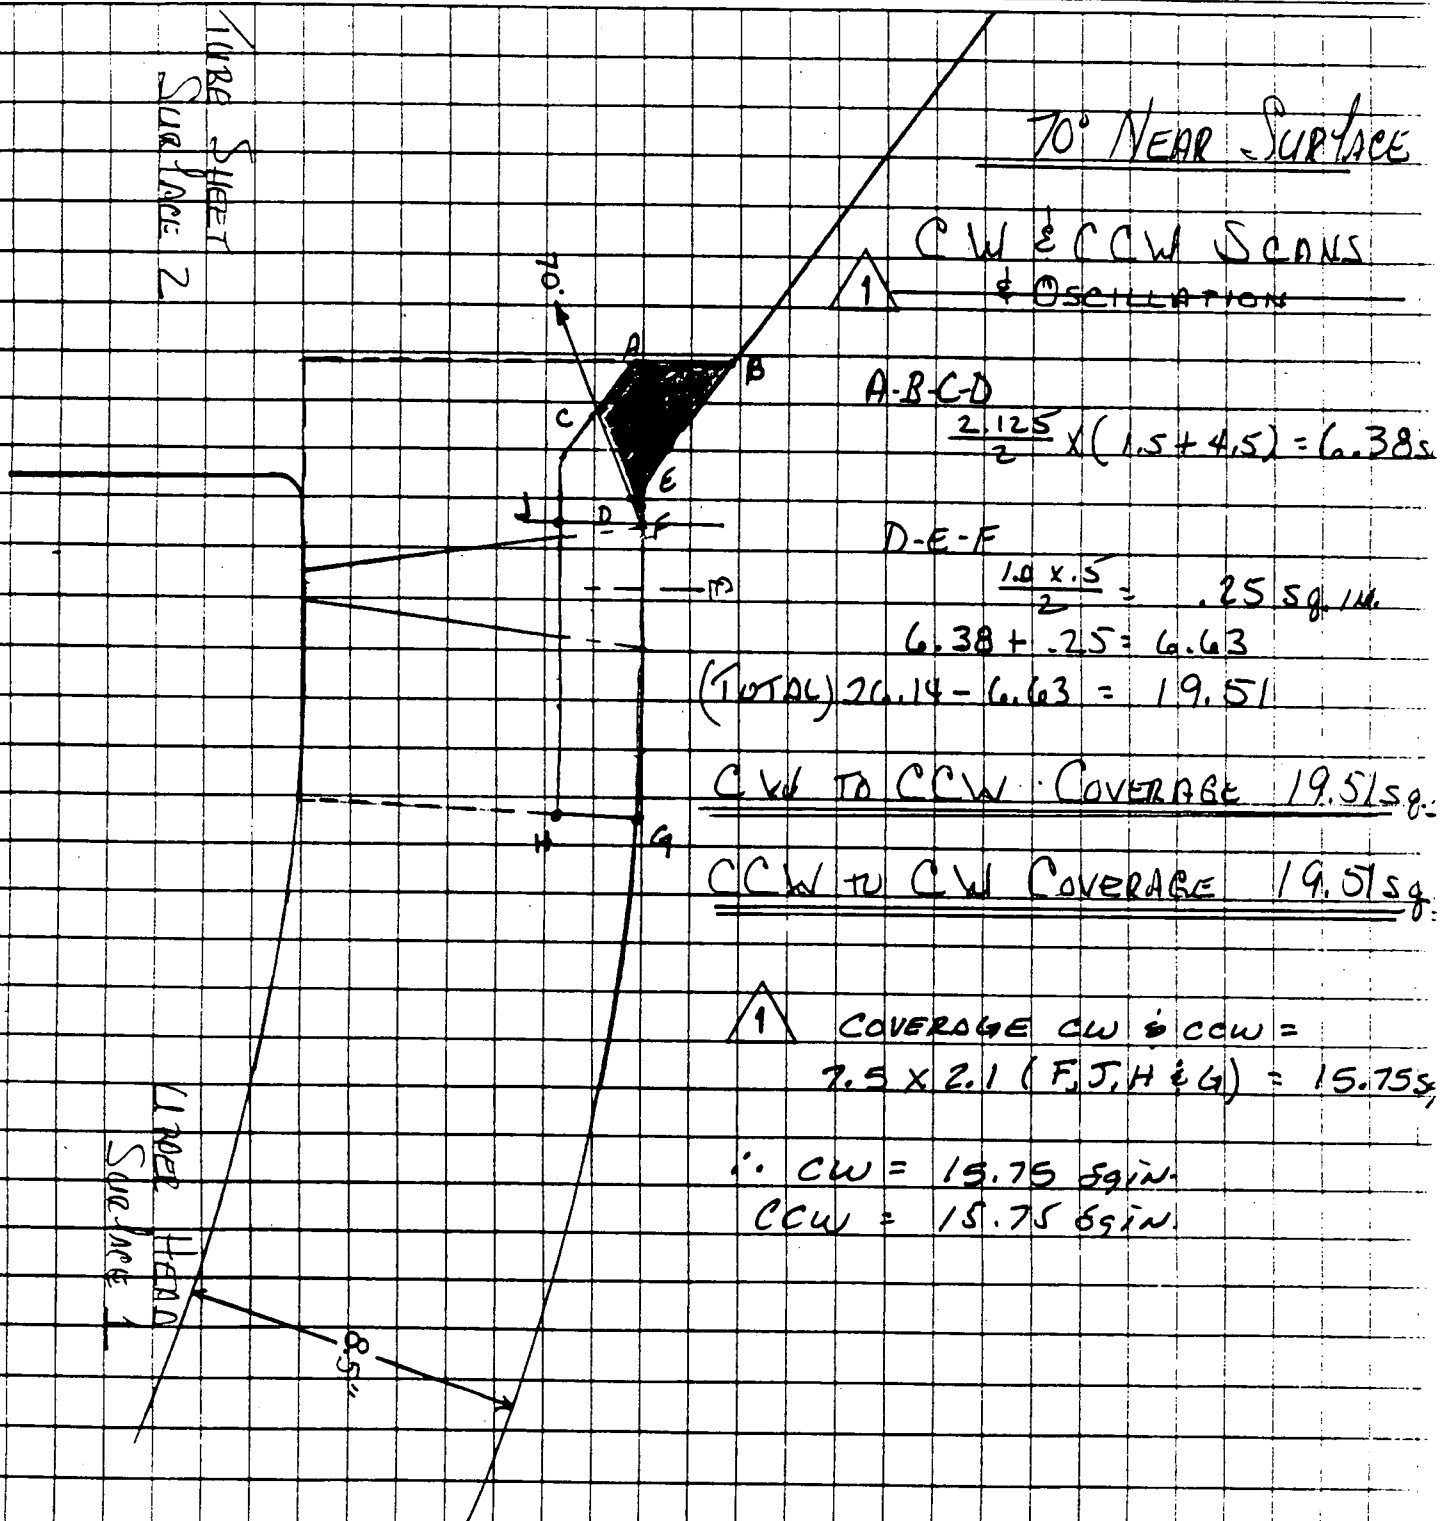 TUBE SHEET
SURFACE 2
70° NEAR SURFACE
CW & CCW SCANS
1 & OSCILLATION
70°
A
B
C
E
J
D
F
B
H
G
A-B-C-D
2.125/2 X (1.5 + 4.5) = 6.38 s
D-E-F
1.0 x .5/2 = .25 sq. in.
6.38 + .25 = 6.63
(TOTAL) 26.14 - 6.63 = 19.51
CW TO CCW COVERAGE 19.51 sq.
CCW TO CW COVERAGE 19.51 sq.
1 COVERAGE CW & CCW =
7.5 X 2.1 (F, J, H & G) = 15.75 s
∴ CW = 15.75 sqin.
CCW = 15.75 sqin.
UPPER HEAD
SURFACE 1
8.5"